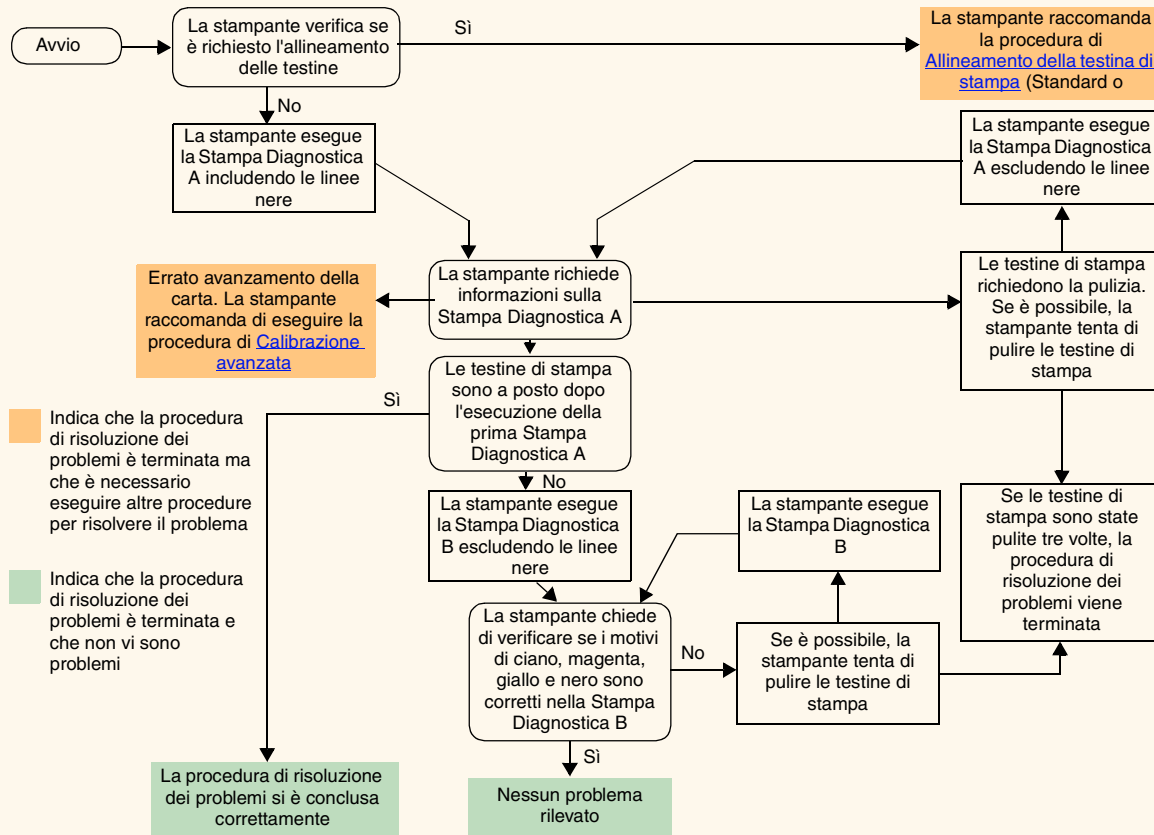 Avvio
La stampante verifica se
è richiesto l'allineamento
delle testine
Sì
La stampante raccomanda
la procedura di
Allineamento della testina di
stampa (Standard o
No
La stampante esegue
la Stampa Diagnostica
A includendo le linee
nere
La stampante esegue
la Stampa Diagnostica
A escludendo le linee
nere
Errato avanzamento della
carta. La stampante
raccomanda di eseguire la
procedura di Calibrazione
avanzata
La stampante richiede
informazioni sulla
Stampa Diagnostica A
Le testine di stampa
richiedono la pulizia.
Se è possibile, la
stampante tenta di
pulire le testine di
stampa
Le testine di stampa
sono a posto dopo
l'esecuzione della
prima Stampa
Diagnostica A
Sì
No
Indica che la procedura
di risoluzione dei
problemi è terminata ma
che è necessario
eseguire altre procedure
per risolvere il problema
La stampante esegue
la Stampa Diagnostica
B escludendo le linee
nere
La stampante esegue
la Stampa Diagnostica
B
Se le testine di
stampa sono state
pulite tre volte, la
procedura di
risoluzione dei
problemi viene
terminata
Indica che la procedura
di risoluzione dei
problemi è terminata e
che non vi sono
problemi
La stampante chiede
di verificare se i motivi
di ciano, magenta,
giallo e nero sono
corretti nella Stampa
Diagnostica B
No
Se è possibile, la
stampante tenta di
pulire le testine di
stampa
Sì
La procedura di risoluzione
dei problemi si è conclusa
correttamente
Nessun problema
rilevato